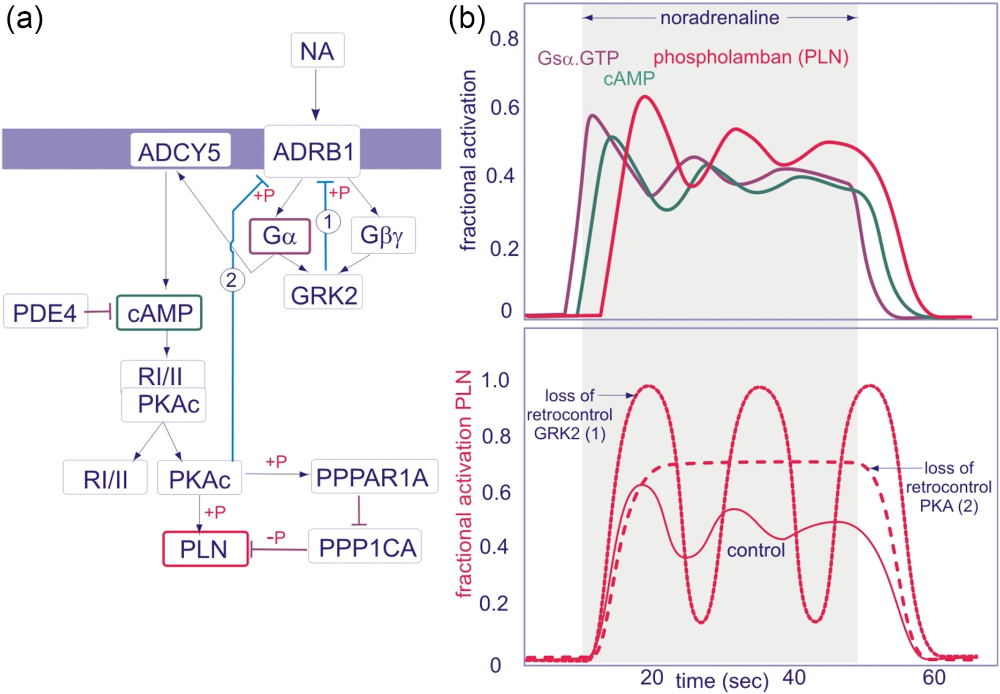 (a)
NA
ADCY5
ADRB1
+P
+P
1
Gα
Gβγ
2
GRK2
PDE4
cAMP
RI/II
PKAc
RI/II
PKAc
+P
PPPAR1A
+P
PLN
-P
PPP1CA
(b)
noradrenaline
0.8
Gsα.GTP
phospholamban (PLN)
cAMP
fractional activation
0.6
0.4
0.2
0
fractional activation PLN
1.0
0.8
0.6
0.4
0.2
0
loss of
retrocontrol
GRK2 (1)
loss of
retrocontrol
PKA (2)
control
20 time (sec) 40 60